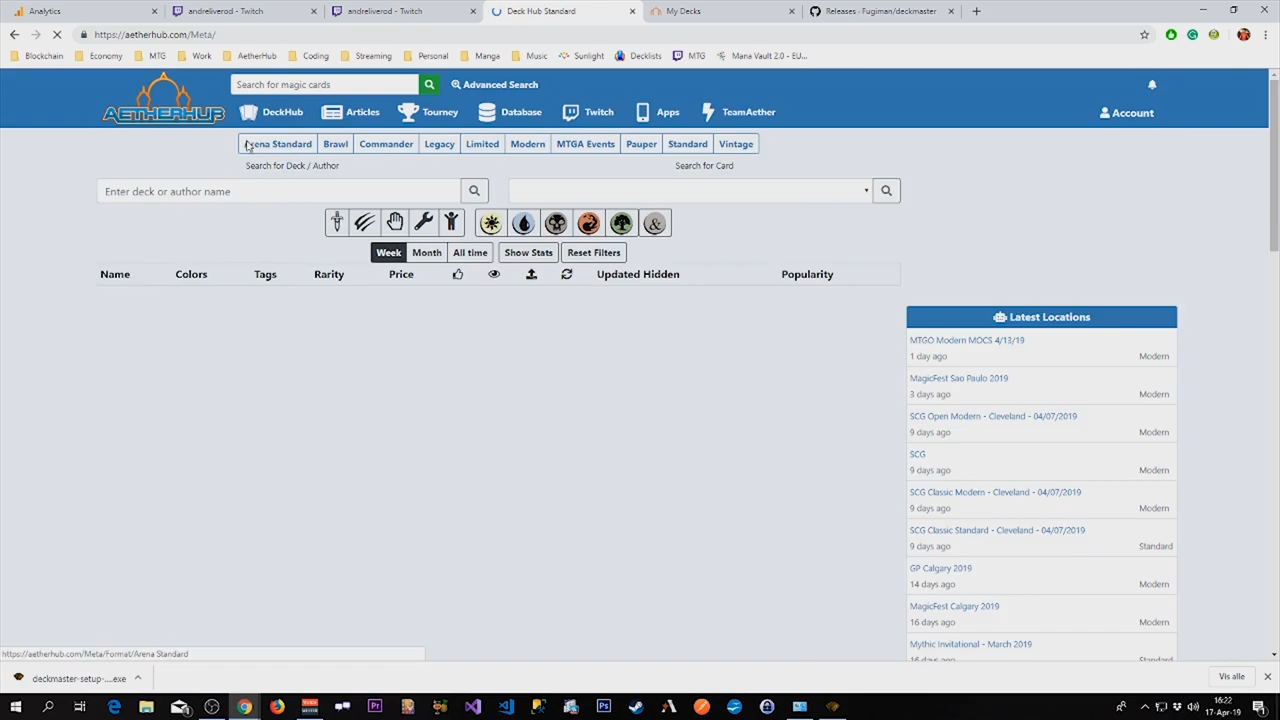 Analytics
andreliverod - Twitch
andreliverod - Twitch
Deck Hub Standard
My Decks
Releases · Fugiman/deckmaster
https://aetherhub.com/Meta/
Blockchain
Economy
MTG
Work
AetherHub
Coding
Streaming
Personal
Manga
Music
Sunlight
Decklists
MTG
Mana Vault 2.0 - EU...
AETHERHUB
Search for magic cards
Advanced Search
DeckHub
Articles
Tourney
Database
Twitch
Apps
TeamAether
Account
Arena Standard
Brawl
Commander
Legacy
Limited
Modern
MTGA Events
Pauper
Standard
Vintage
Search for Deck / Author
Search for Card
Enter deck or author name
Week
Month
All time
Show Stats
Reset Filters
Name
Colors
Tags
Rarity
Price
Updated Hidden
Popularity
Latest Locations
MTGO Modern MOCS 4/13/19
1 day ago
Modern
MagicFest Sao Paulo 2019
3 days ago
Modern
SCG Open Modern - Cleveland - 04/07/2019
9 days ago
Modern
SCG
9 days ago
Modern
SCG Classic Modern - Cleveland - 04/07/2019
9 days ago
Modern
SCG Classic Standard - Cleveland - 04/07/2019
9 days ago
Standard
GP Calgary 2019
14 days ago
Modern
MagicFest Calgary 2019
16 days ago
Modern
Mythic Invitational - March 2019
16 days ago
Standard
https://aetherhub.com/Meta/Format/Arena Standard
deckmaster-setup-....exe
Vis alle
16:22
17-Apr-19